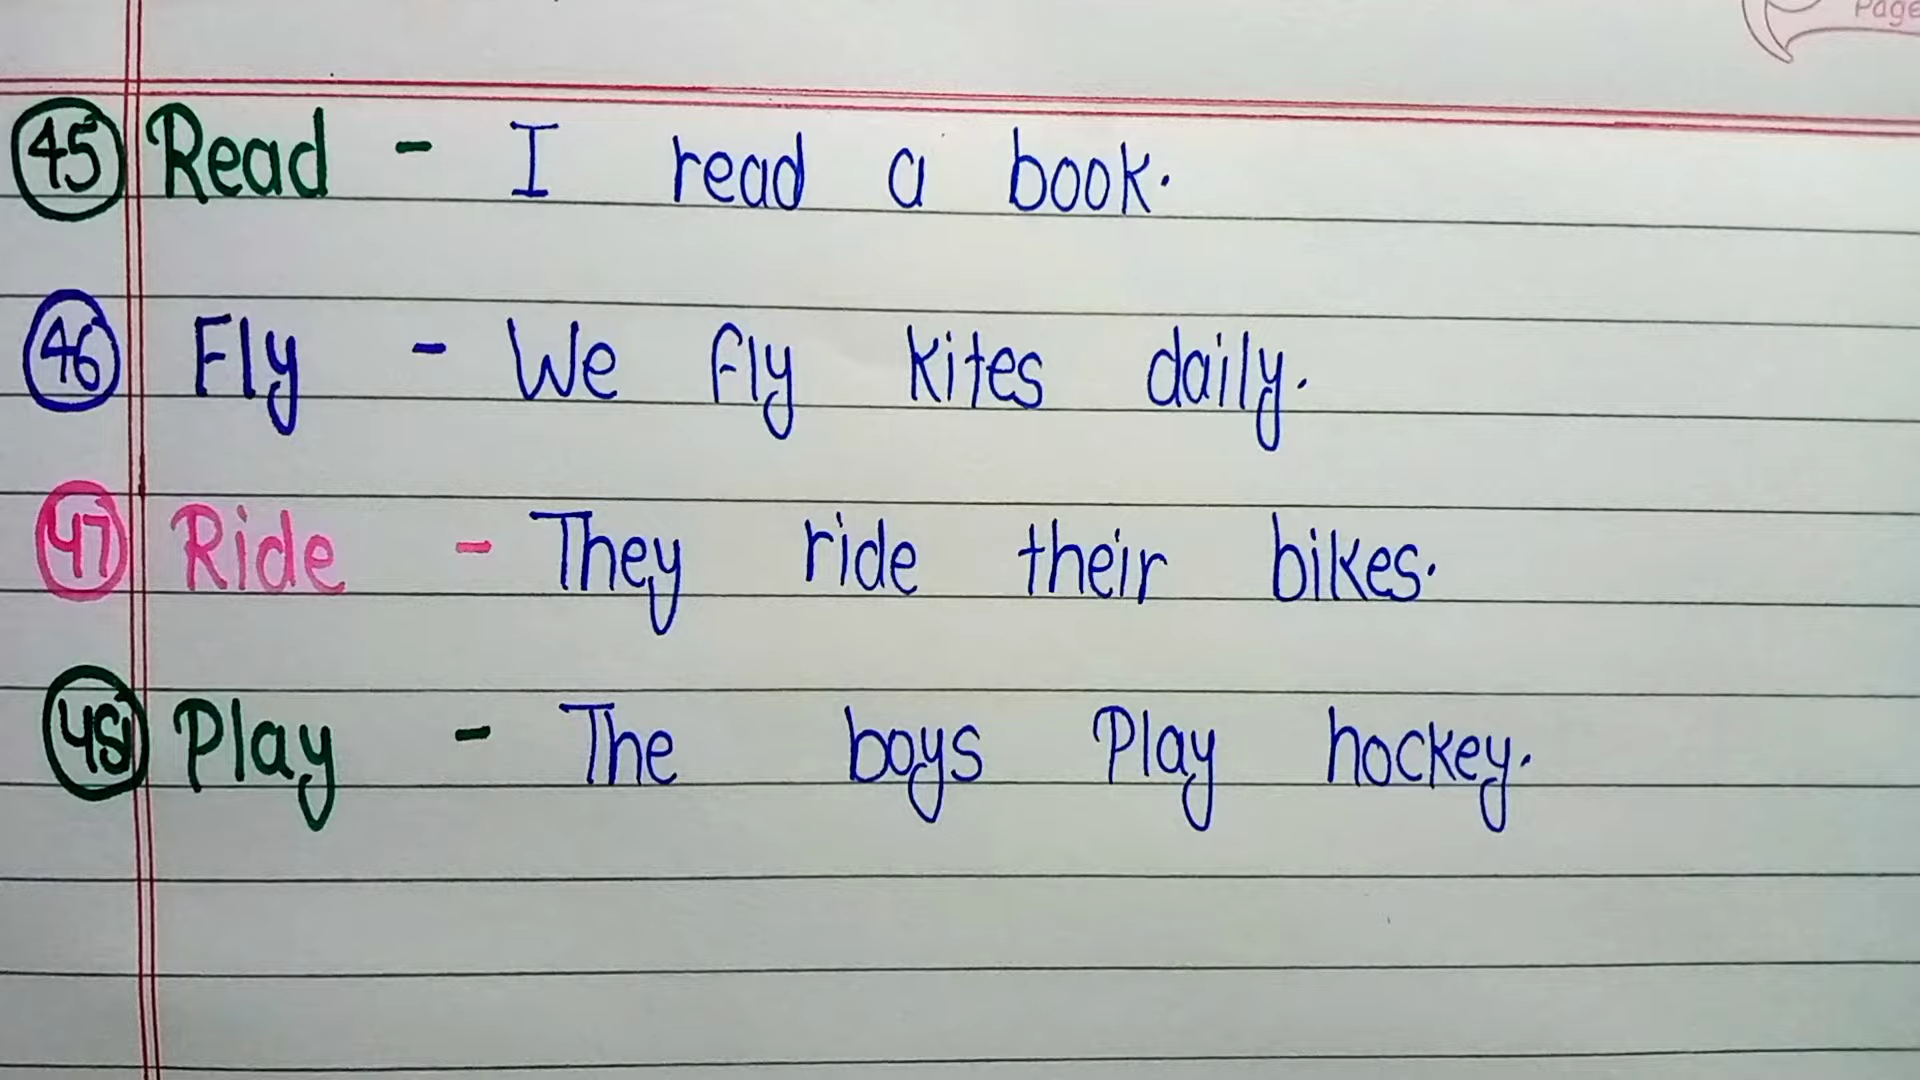 Page
45 Read - I read a book.
46 Fly - We fly kites daily.
47 Ride - They ride their bikes.
48 Play - The boys Play hockey.